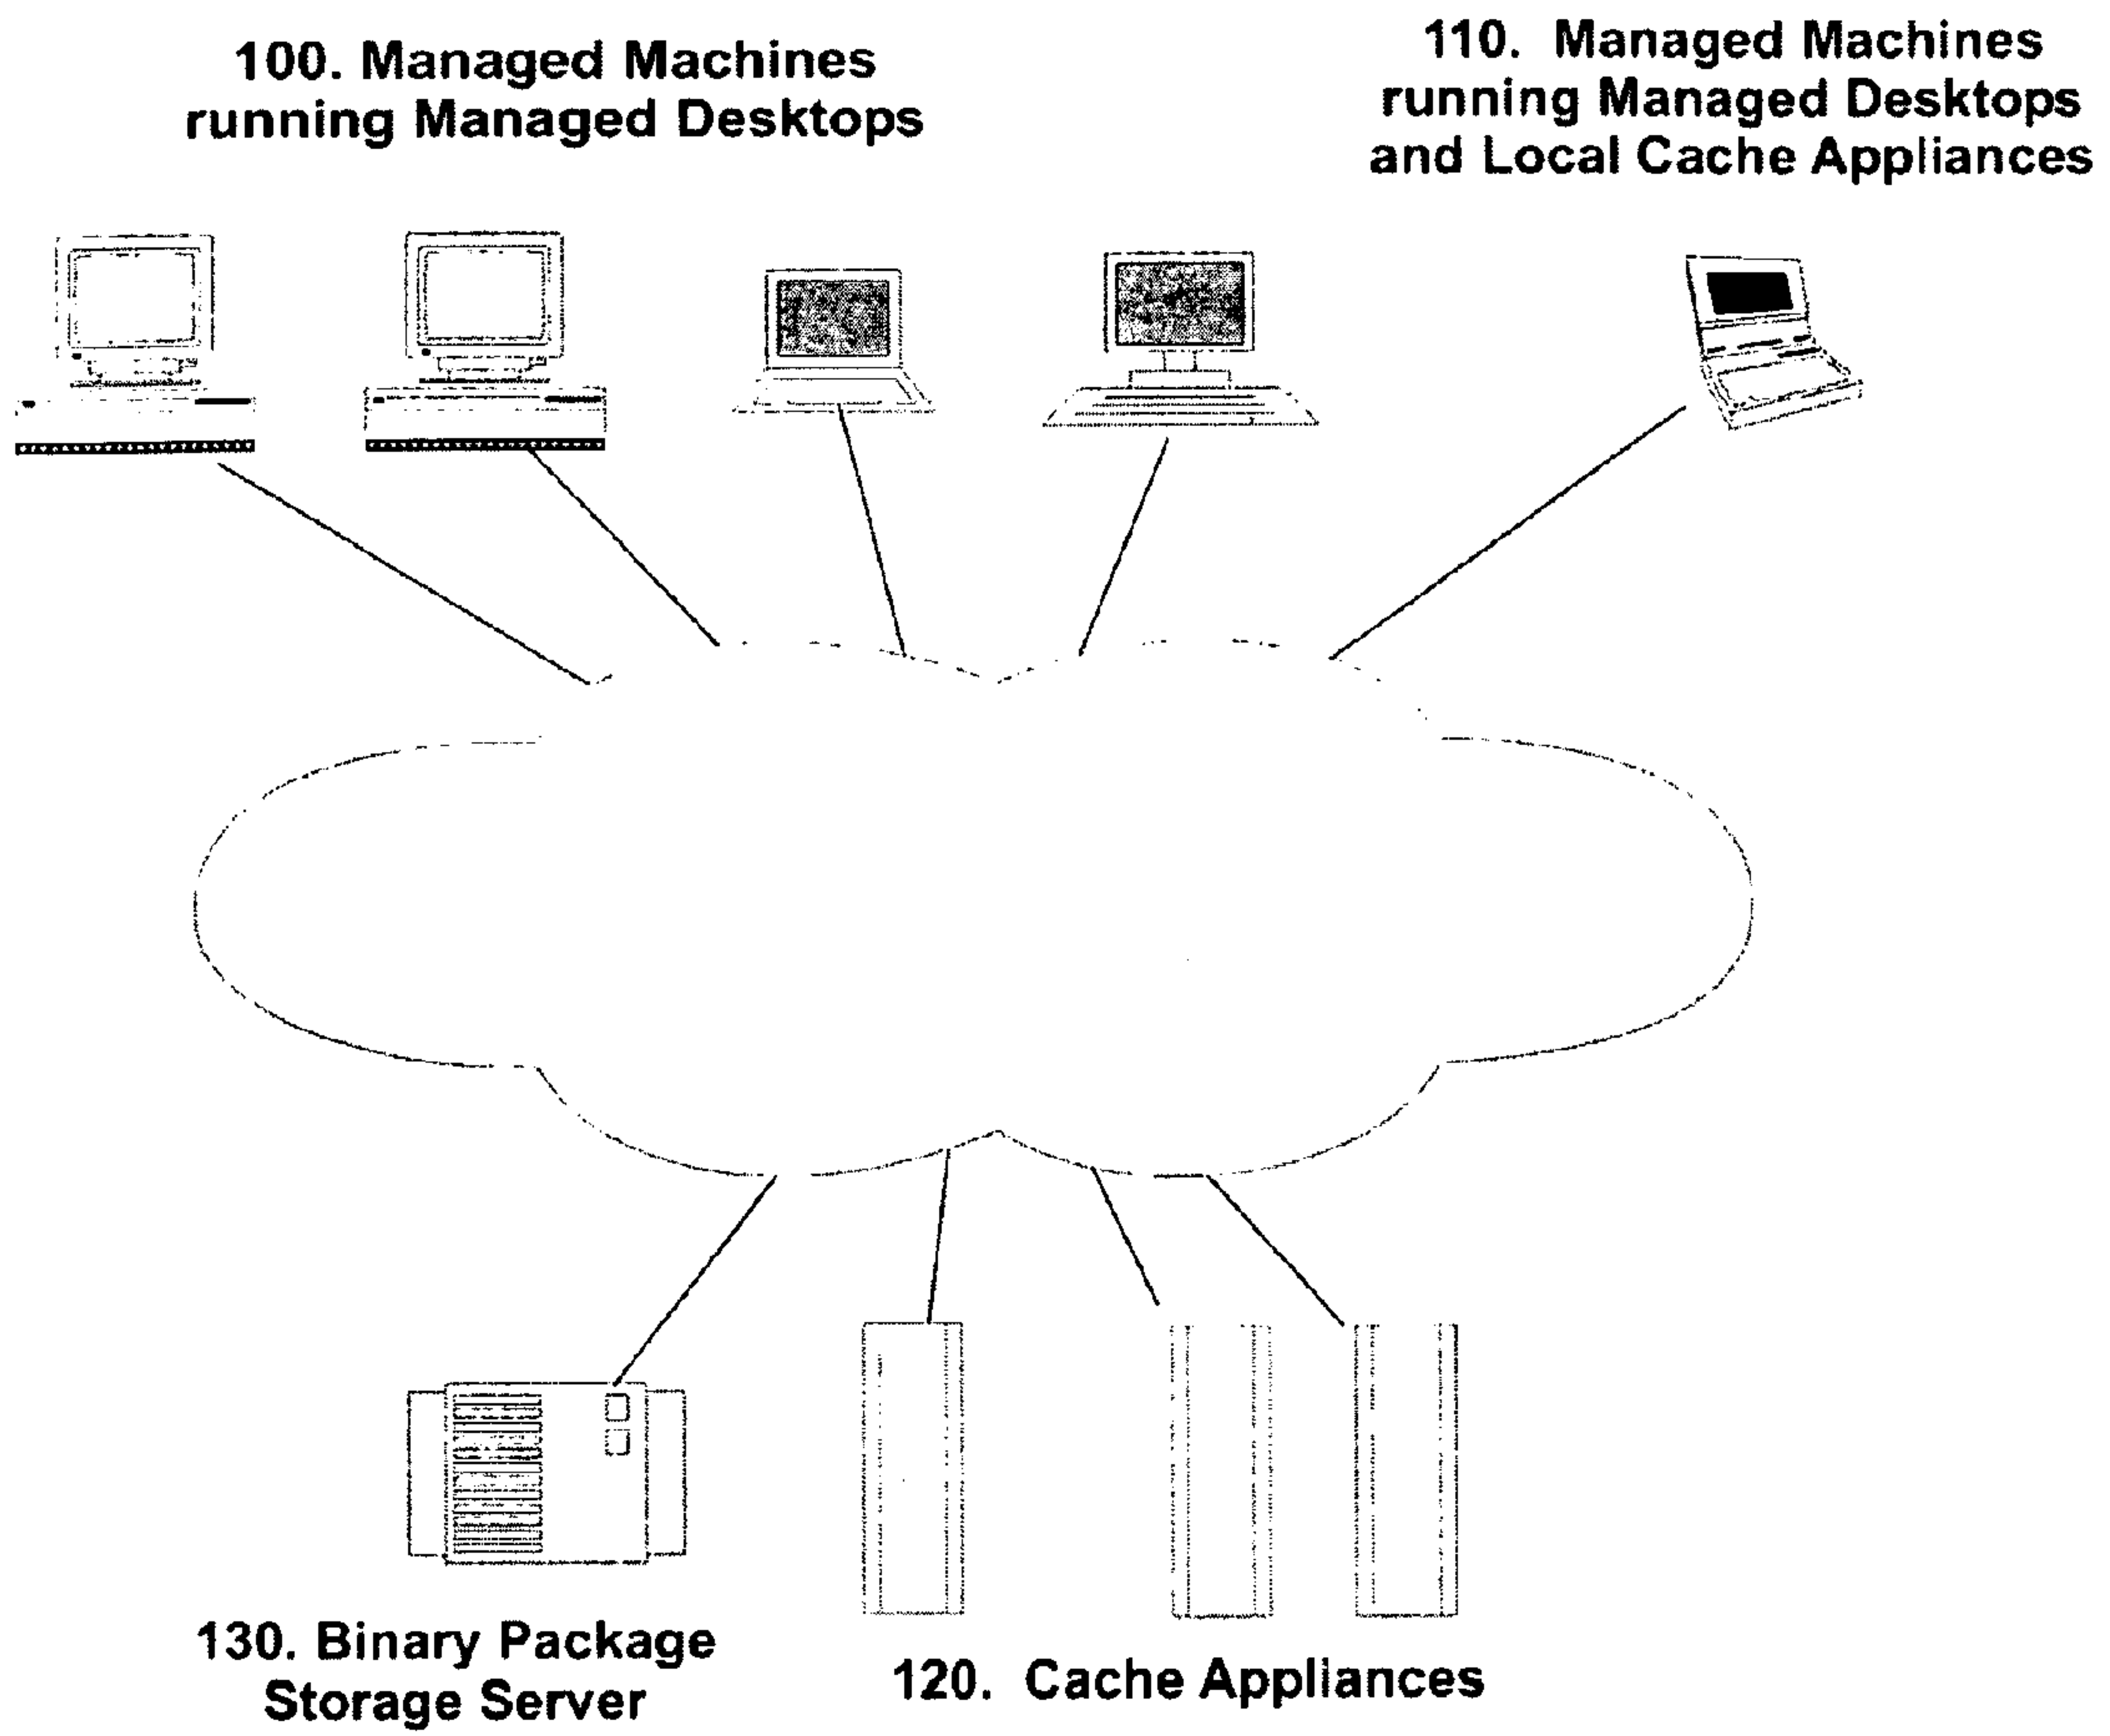 100. Managed Machines
running Managed Desktops
110. Managed Machines
running Managed Desktops
and Local Cache Appliances
130. Binary Package
Storage Server
120. Cache Appliances